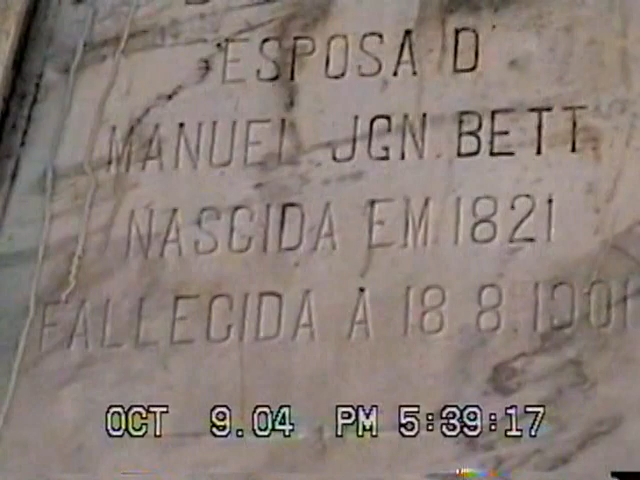 ESPOSA D
MANUEL JGN. BETT
NASCIDA EM 1821
FALLECIDA A 18.8.1901
OCT 9.04 PM 5:39:17